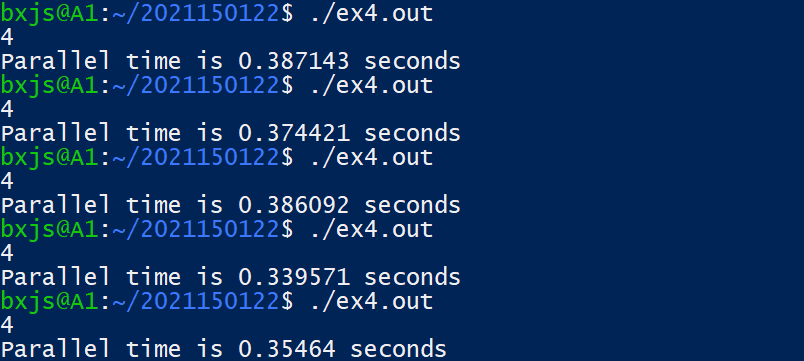 bxjs@A1:~/2021150122$ ./ex4.out
4
Parallel time is 0.387143 seconds
bxjs@A1:~/2021150122$ ./ex4.out
4
Parallel time is 0.374421 seconds
bxjs@A1:~/2021150122$ ./ex4.out
4
Parallel time is 0.386092 seconds
bxjs@A1:~/2021150122$ ./ex4.out
4
Parallel time is 0.339571 seconds
bxjs@A1:~/2021150122$ ./ex4.out
4
Parallel time is 0.35464 seconds